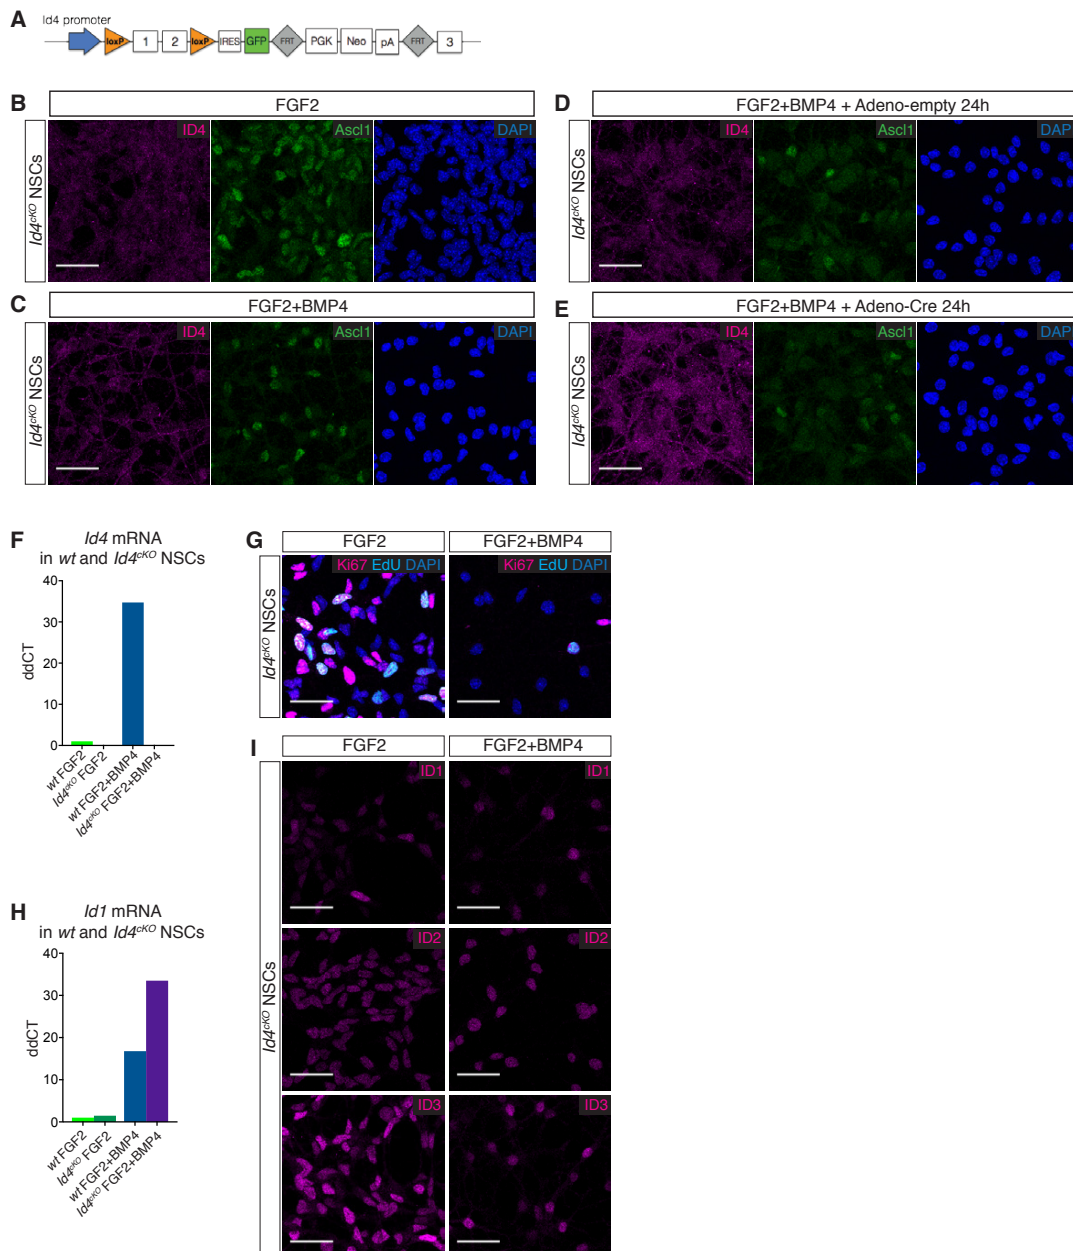 A
Id4 promoter
loxP 1 2 loxP IRES GFP FRT PGK Neo pA FRT 3
B
FGF2
Id4cKO NSCs
ID4
Ascl1
DAPI
C
FGF2+BMP4
Id4cKO NSCs
ID4
Ascl1
DAPI
D
FGF2+BMP4 + Adeno-empty 24h
Id4cKO NSCs
ID4
Ascl1
DAP
E
FGF2+BMP4 + Adeno-Cre 24h
Id4cKO NSCs
ID4
Ascl1
DAP
F
Id4 mRNA
in wt and Id4cKO NSCs
ddCT
40
30
20
10
0
wt FGF2
Id4cKO FGF2
wt FGF2+BMP4
Id4cKO FGF2+BMP4
G
FGF2
FGF2+BMP4
Id4cKO NSCs
Ki67 EdU DAPI
Ki67 EdU DAPI
H
Id1 mRNA
in wt and Id4cKO NSCs
ddCT
40
30
20
10
0
wt FGF2
Id4cKO FGF2
wt FGF2+BMP4
Id4cKO FGF2+BMP4
I
FGF2
FGF2+BMP4
Id4cKO NSCs
ID1
ID1
ID2
ID2
ID3
ID3